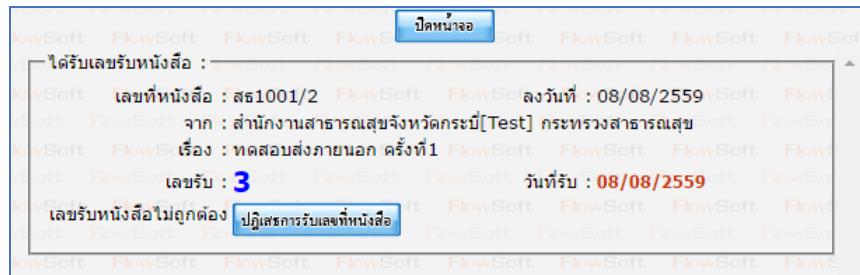 ปิดหน้าจอ
ได้รับเลขรับหนังสือ :
เลขที่หนังสือ : สธ1001/2 ลงวันที่ : 08/08/2559
จาก : สำนักงานสาธารณสุขจังหวัดกระบี่[Test] กระทรวงสาธารณสุข
เรื่อง : ทดสอบส่งภายนอก ครั้งที่1
เลขรับ : 3 วันที่รับ : 08/08/2559
เลขรับหนังสือไม่ถูกต้อง ปฏิเสธการรับเลขที่หนังสือ
FlowSoft